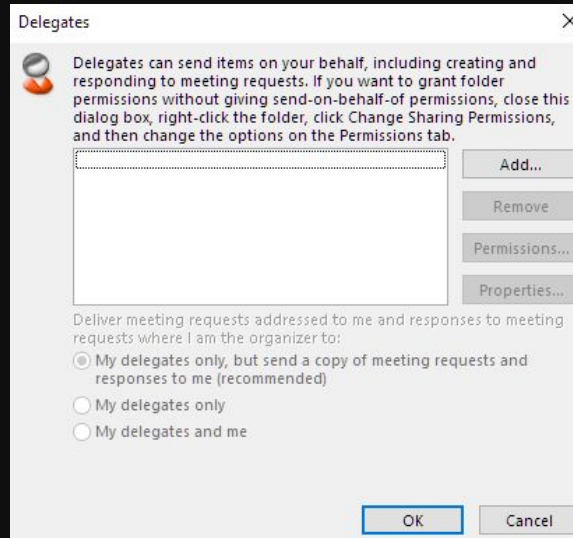 Delegates
Delegates can send items on your behalf, including creating and
responding to meeting requests. If you want to grant folder
permissions without giving send-on-behalf-of permissions, close this
dialog box, right-click the folder, click Change Sharing Permissions,
and then change the options on the Permissions tab.
Add...
Remove
Permissions...
Properties...
Deliver meeting requests addressed to me and responses to meeting
requests where I am the organizer to:
My delegates only, but send a copy of meeting requests and
responses to me (recommended)
My delegates only
My delegates and me
OK
Cancel